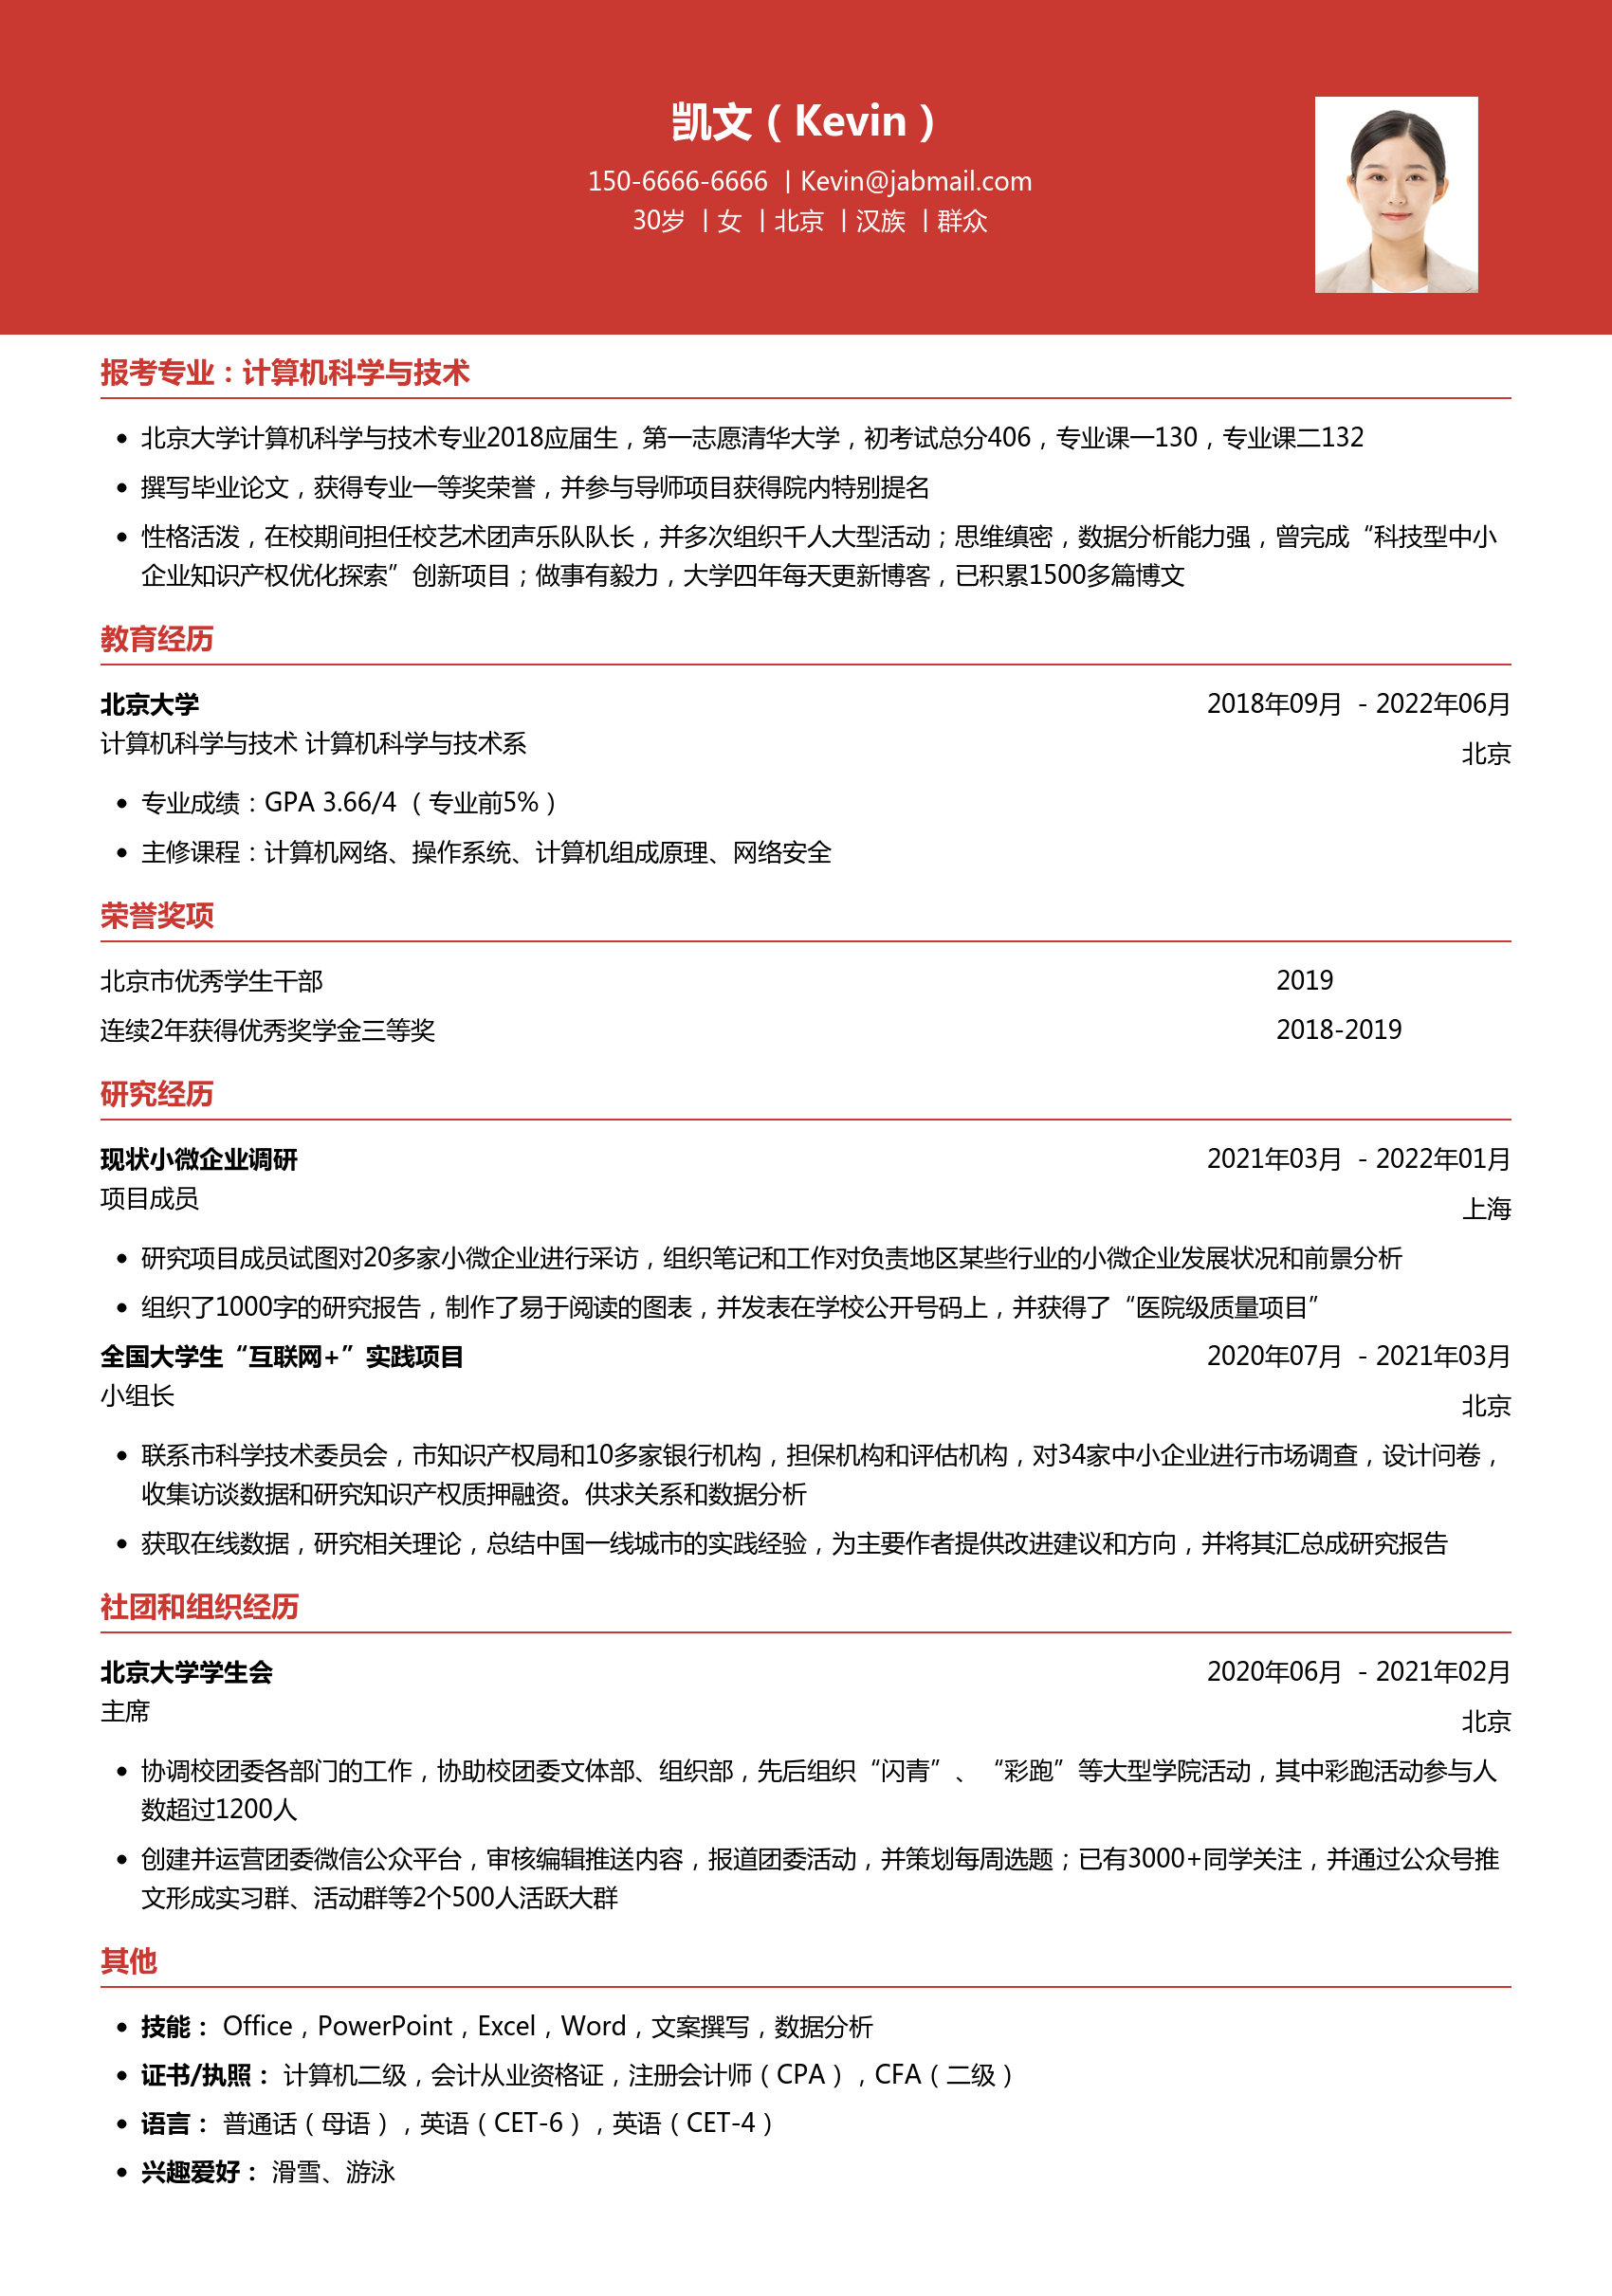 凯文（Kevin）
150-6666-6666 | Kevin@jabmail.com
30岁 | 女 | 北京 | 汉族 | 群众
报考专业：计算机科学与技术
• 北京大学计算机科学与技术专业2018应届生，第一志愿清华大学，初考试总分406，专业课一130，专业课二132
• 撰写毕业论文，获得专业一等奖荣誉，并参与导师项目获得院内特别提名
• 性格活泼，在校期间担任校艺术团声乐队队长，并多次组织千人大型活动；思维缜密，数据分析能力强，曾完成“科技型中小
企业知识产权优化探索”创新项目；做事有毅力，大学四年每天更新博客，已积累1500多篇博文
教育经历
北京大学 2018年09月 - 2022年06月
计算机科学与技术 计算机科学与技术系 北京
• 专业成绩：GPA 3.66/4 （专业前5%）
• 主修课程：计算机网络、操作系统、计算机组成原理、网络安全
荣誉奖项
北京市优秀学生干部 2019
连续2年获得优秀奖学金三等奖 2018-2019
研究经历
现状小微企业调研 2021年03月 - 2022年01月
项目成员 上海
• 研究项目成员试图对20多家小微企业进行采访，组织笔记和工作对负责地区某些行业的小微企业发展状况和前景分析
• 组织了1000字的研究报告，制作了易于阅读的图表，并发表在学校公开号码上，并获得了“医院级质量项目”
全国大学生“互联网+”实践项目 2020年07月 - 2021年03月
小组长 北京
• 联系市科学技术委员会，市知识产权局和10多家银行机构，担保机构和评估机构，对34家中小企业进行市场调查，设计问卷，
收集访谈数据和研究知识产权质押融资。供求关系和数据分析
• 获取在线数据，研究相关理论，总结中国一线城市的实践经验，为主要作者提供改进建议和方向，并将其汇总成研究报告
社团和组织经历
北京大学学生会 2020年06月 - 2021年02月
主席 北京
• 协调校团委各部门的工作，协助校团委文体部、组织部，先后组织“闪青”、“彩跑”等大型学院活动，其中彩跑活动参与人
数超过1200人
• 创建并运营团委微信公众平台，审核编辑推送内容，报道团委活动，并策划每周选题；已有3000+同学关注，并通过公众号推
文形成实习群、活动群等2个500人活跃大群
其他
• 技能： Office，PowerPoint，Excel，Word，文案撰写，数据分析
• 证书/执照： 计算机二级，会计从业资格证，注册会计师（CPA），CFA（二级）
• 语言： 普通话（母语），英语（CET-6），英语（CET-4）
• 兴趣爱好： 滑雪、游泳